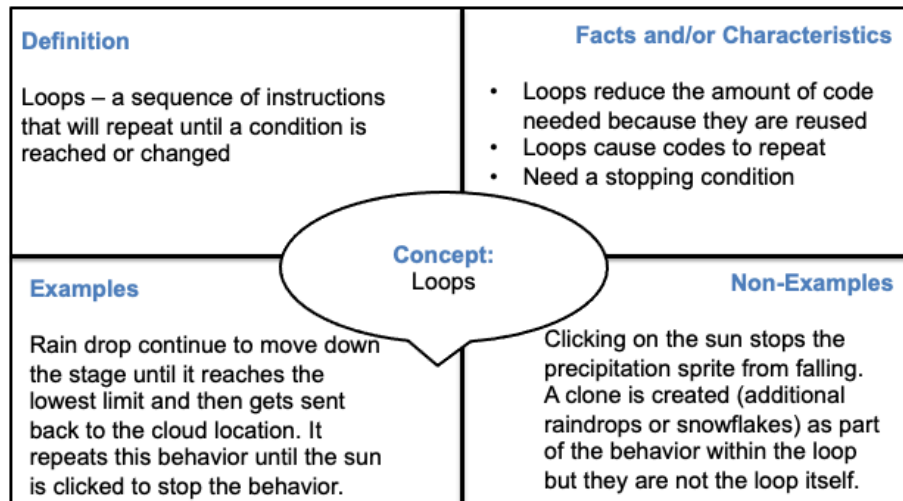 Definition
Loops – a sequence of instructions
that will repeat until a condition is
reached or changed
Facts and/or Characteristics
• Loops reduce the amount of code
needed because they are reused
• Loops cause codes to repeat
• Need a stopping condition
Concept:
Loops
Examples
Rain drop continue to move down
the stage until it reaches the
lowest limit and then gets sent
back to the cloud location. It
repeats this behavior until the sun
is clicked to stop the behavior.
Non-Examples
Clicking on the sun stops the
precipitation sprite from falling.
A clone is created (additional
raindrops or snowflakes) as part
of the behavior within the loop
but they are not the loop itself.